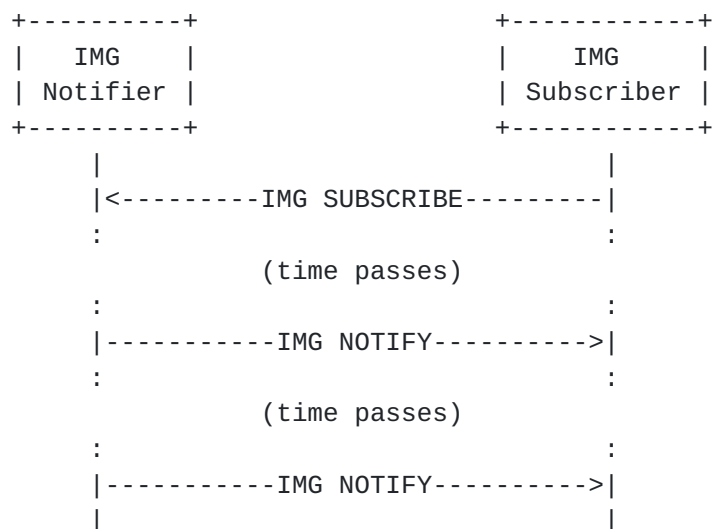 +----------+                  +------------+
|   IMG    |                  |    IMG     |
| Notifier |                  | Subscriber |
+----------+                  +------------+
     |                              |
     |<---------IMG SUBSCRIBE---------|
     :                              :
               (time passes)
     :                              :
     |-----------IMG NOTIFY---------->|
     :                              :
               (time passes)
     :                              :
     |-----------IMG NOTIFY---------->|
     |                              |